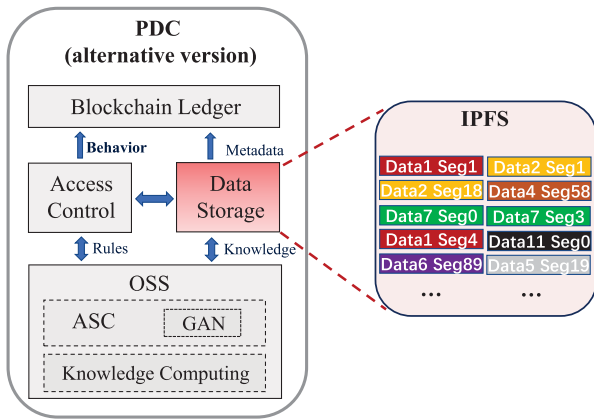 PDC
(alternative version)
Blockchain Ledger
Behavior
Metadata
Access
Control
Data
Storage
Rules
Knowledge
OSS
ASC
GAN
Knowledge Computing
IPFS
Data1 Seg1
Data2 Seg1
Data2 Seg18
Data4 Seg58
Data7 Seg0
Data7 Seg3
Data1 Seg4
Data11 Seg0
Data6 Seg89
Data5 Seg19
...
...